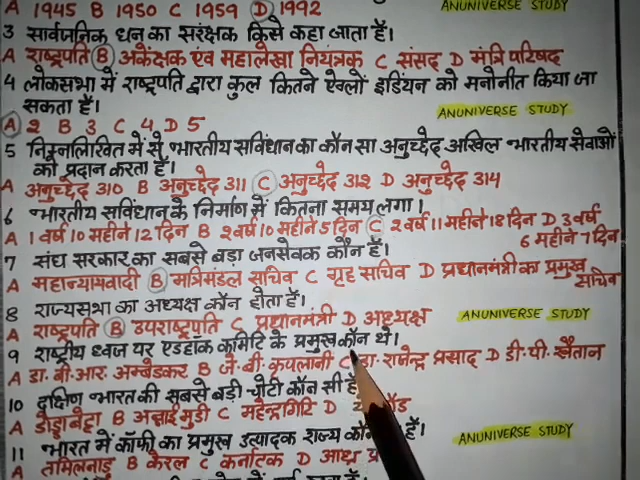 A 1945 B 1950 C 1959 D 1992 ANUNIVERSE STUDY
3 सार्वजनिक धन का सरंक्षक किसे कहा जाता है।
A राष्ट्रपति B अंकेक्षक एंव महालेखा नियंत्रक C संसद D मंत्रि परिषद
4 लोकसभा में राष्ट्रपति द्वारा कुल कितने ऐंग्लों इंडियन को मनोनीत किया जा
सकता है। ANUNIVERSE STUDY
A 2 B 3 C 4 D 5
5 निम्नलिखित में से भारतीय सविंधान का कौन सा अनुच्छेद अखिल भारतीय सेवाओं
को प्रदान करता है।
A अनुच्छेद 310 B अनुच्छेद 311 C अनुच्छेद 312 D अनुच्छेद 314
6 भारतीय सविंधान के निर्माण में कितना समय लगा।
A 1 वर्ष 10 महीने 12 दिन B 2 वर्ष 10 महीने 5 दिन C 2 वर्ष 11 महीने 18 दिन D 3 वर्ष
6 महीने 7 दिन
7 संघ सरकार का सबसे बड़ा जनसेवक कौन है।
A महान्यायवादी B मंत्रिमंडल सचिव C गृह सचिव D प्रधानमंत्री का प्रमुख
सचिव
8 राज्यसभा का अध्यक्ष कौन होता है।
A राष्ट्रपति B उपराष्ट्रपति C प्रधानमंत्री D अध्यक्ष ANUNIVERSE STUDY
9 राष्ट्रीय ध्वज पर एडहॉक कमिटि के प्रमुख कौन थे।
A डा. बी. आर. अम्बेडकर B जे. बी. कृपलानी C डा. राजेन्द्र प्रसाद D डी. पी. खैतान
10 दक्षिण भारत की सबसे बड़ी चोटी कौन सी है
A डोड्डाबेट्टा B अन्नाईमुडी C महेन्द्रगिरि D
11 भारत में कॉफी का प्रमुख उत्पादक राज्य है। ANUNIVERSE STUDY
A तमिलनाडु B केरल C कर्नाटक D